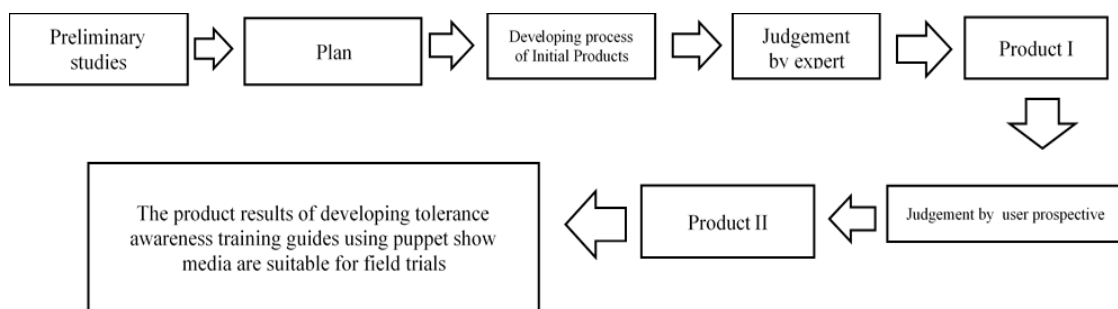 Preliminary
studies
Plan
Developing process
of Initial Products
Judgement
by expert
Product I
Judgement by user prospective
Product II
The product results of developing tolerance
awareness training guides using puppet show
media are suitable for field trials